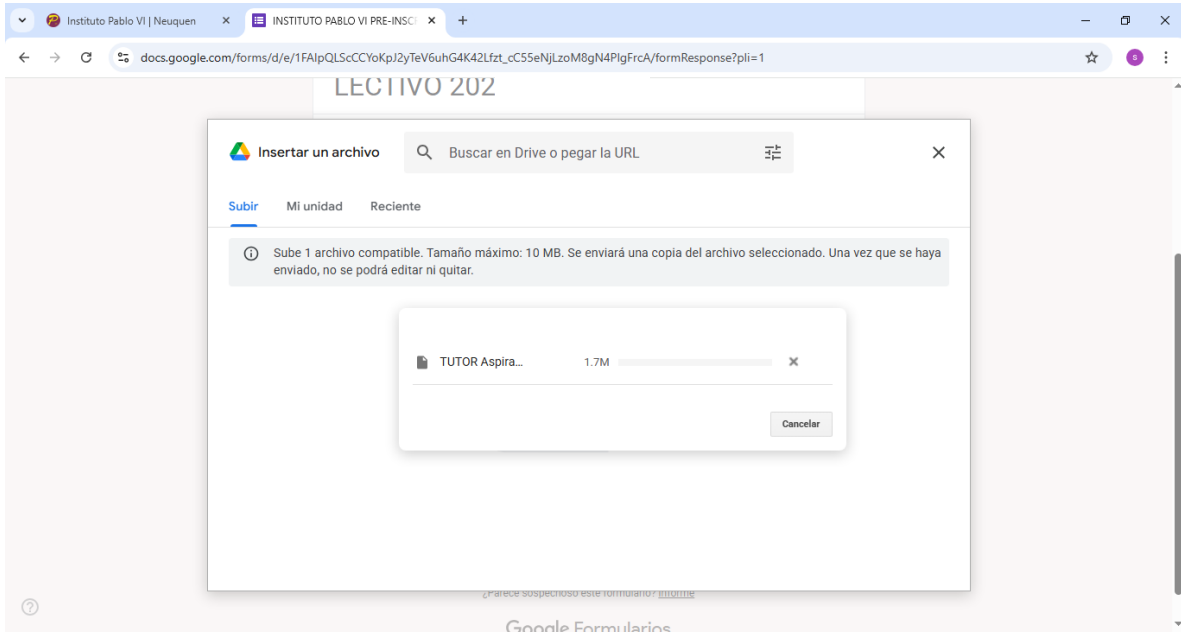 Instituto Pablo VI | Neuquen
INSTITUTO PABLO VI PRE-INSC
docs.google.com/forms/d/e/1FAIpQLScCCYoKpJ2yTeV6uhG4K42Lfzt_cC55eNjLzoM8gN4PlgFrcA/formResponse?pli=1
S
LECTIVO 202
Insertar un archivo
Buscar en Drive o pegar la URL
Subir
Mi unidad
Reciente
Sube 1 archivo compatible. Tamaño máximo: 10 MB. Se enviará una copia del archivo seleccionado. Una vez que se haya
enviado, no se podrá editar ni quitar.
TUTOR Aspira...
1.7M
Cancelar
¿Parece sospechoso este formulario? Informe
Google Formularios